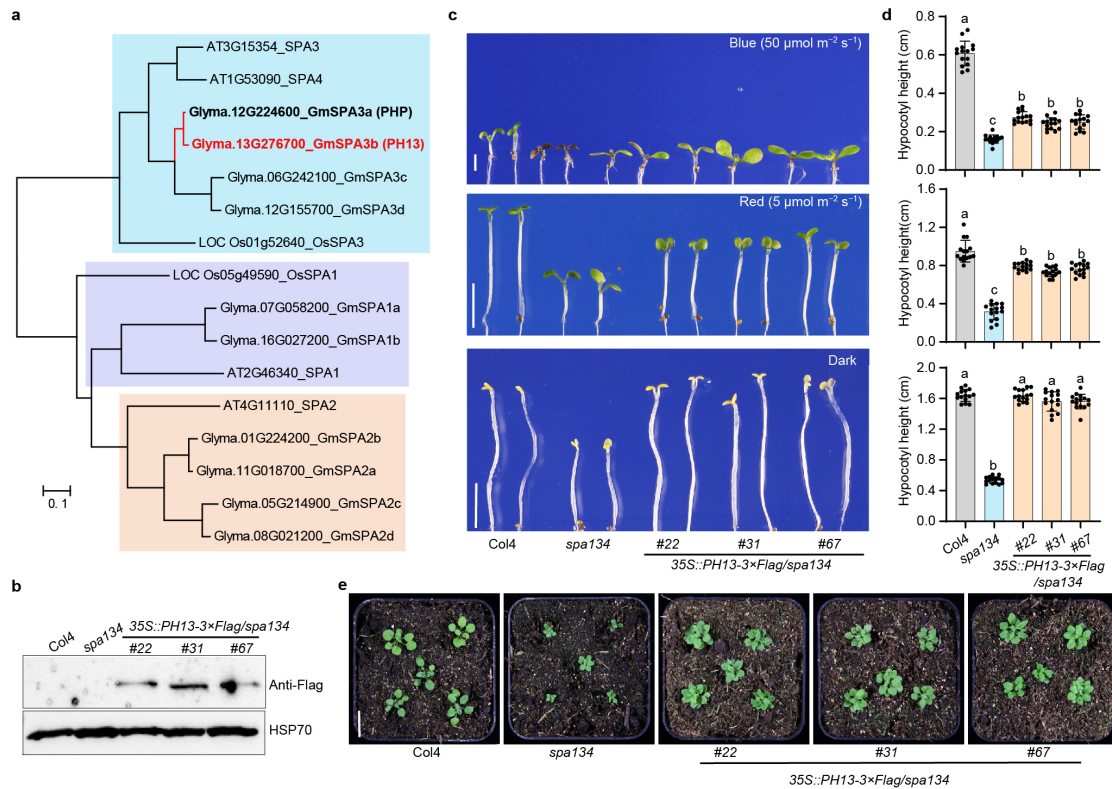 a
AT3G15354_SPA3
AT1G53090_SPA4
Glyma.12G224600_GmSPA3a (PHP)
Glyma.13G276700_GmSPA3b (PH13)
Glyma.06G242100_GmSPA3c
Glyma.12G155700_GmSPA3d
LOC Os01g52640_OsSPA3
LOC Os05g49590_OsSPA1
Glyma.07G058200_GmSPA1a
Glyma.16G027200_GmSPA1b
AT2G46340_SPA1
AT4G11110_SPA2
Glyma.01G224200_GmSPA2b
Glyma.11G018700_GmSPA2a
Glyma.05G214900_GmSPA2c
Glyma.08G021200_GmSPA2d
0. 1
b
Col4
spa134
35S::PH13-3×Flag/spa134
#22 #31 #67
Anti-Flag
HSP70
c
Blue (50 µmol m⁻² s⁻¹)
Red (5 µmol m⁻² s⁻¹)
Dark
Col4 spa134 #22 #31 #67
35S::PH13-3×Flag/spa134
d
Hypocotyl height (cm)
0.8
0.6
0.4
0.2
0.0
a c b b b
Hypocotyl height(cm)
1.6
1.2
0.8
0.4
0.0
a c b b b
Hypocotyl height (cm)
2.0
1.6
1.2
0.8
0.4
0.0
a b a a a
Col4 spa134 #22 #31 #67
35S::PH13-3×Flag
/spa134
e
Col4 spa134 #22 #31 #67
35S::PH13-3×Flag/spa134